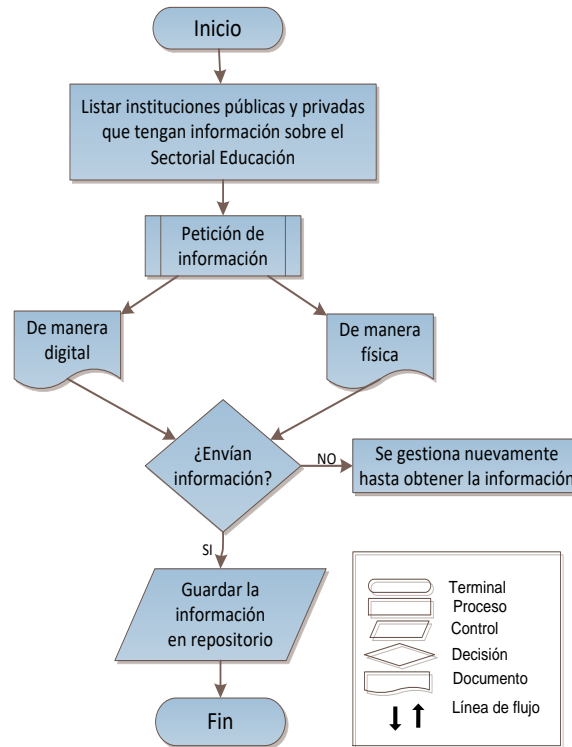 Inicio
Listar instituciones públicas y privadas
que tengan información sobre el
Sectorial Educación
Petición de
información
De manera
digital
De manera
física
¿Envían
información?
NO
Se gestiona nuevamente
hasta obtener la información
SI
Guardar la
información
en repositorio
Fin
Terminal
Proceso
Control
Decisión
Documento
Línea de flujo